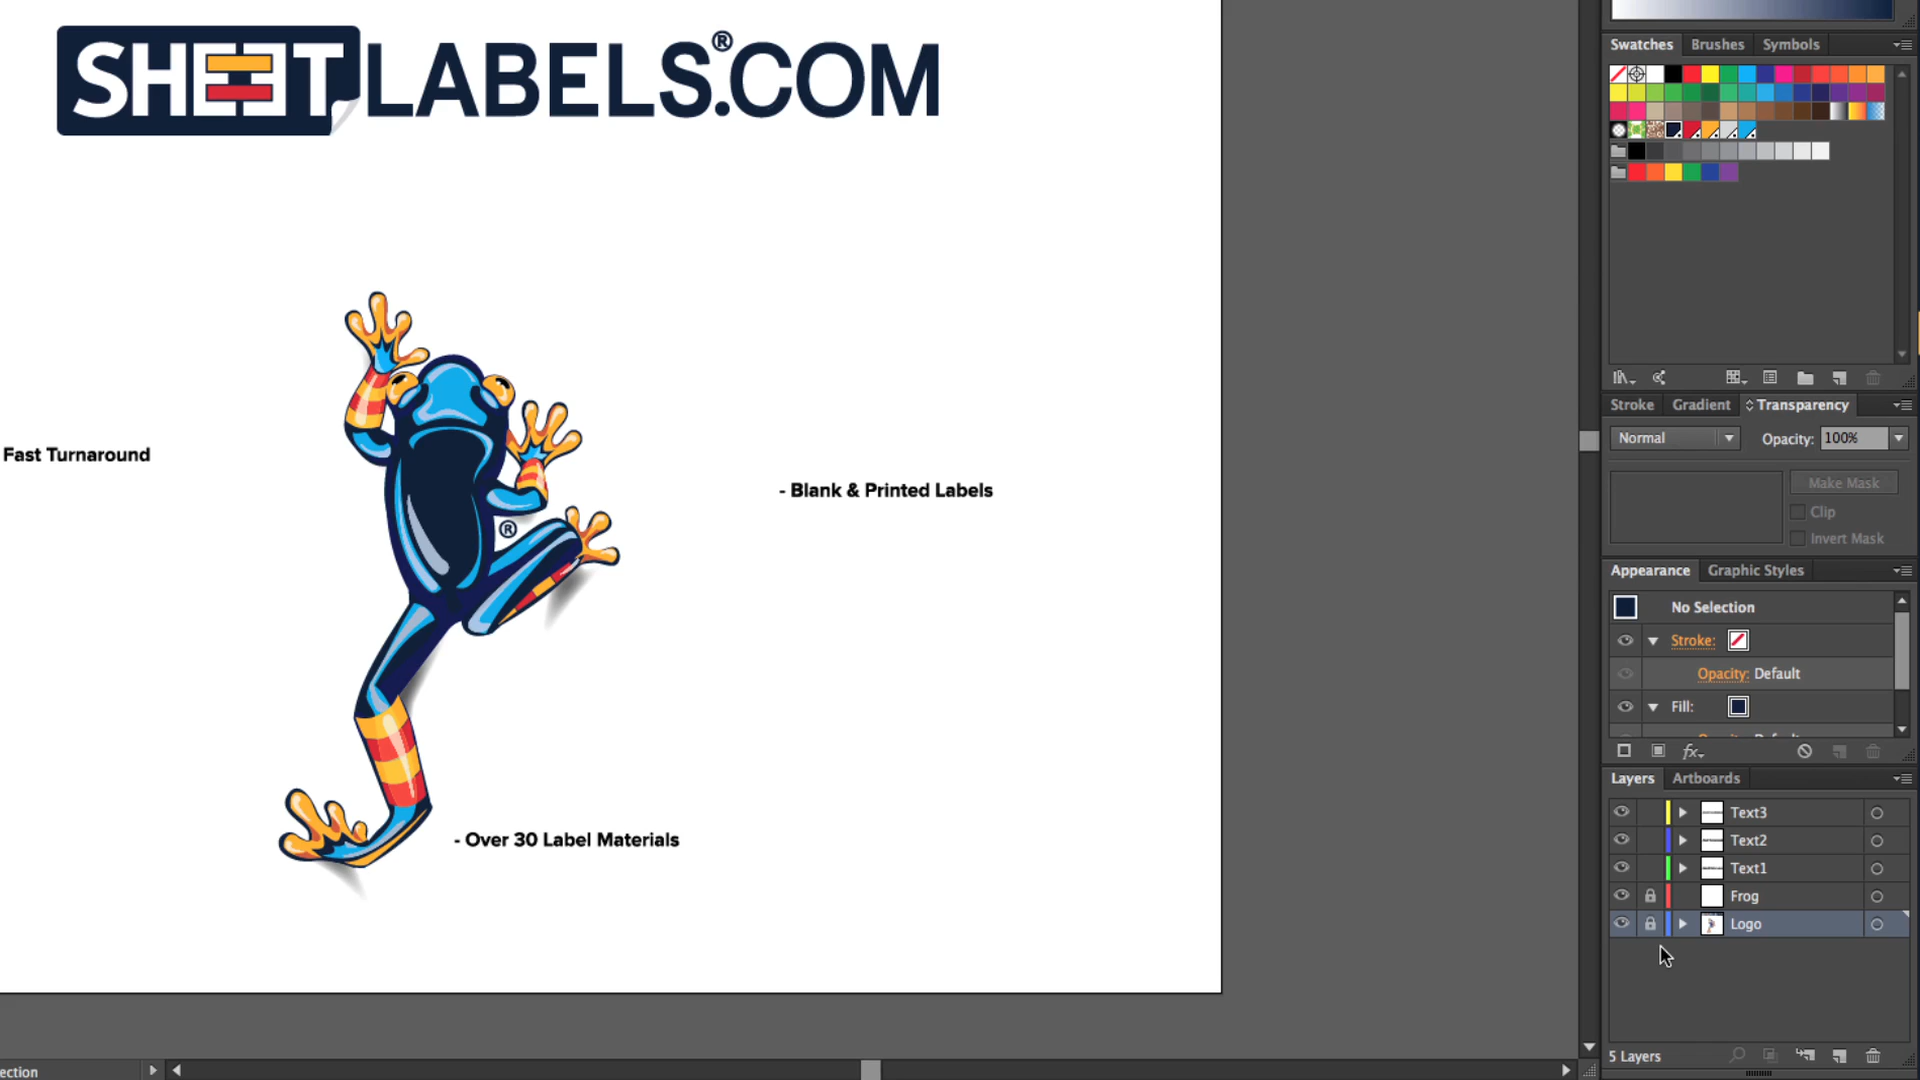 SHEETLABELS.COM®
Fast Turnaround
- Blank & Printed Labels
®
- Over 30 Label Materials
Swatches Brushes Symbols
Stroke Gradient Transparency
Normal Opacity: 100%
Make Mask
Clip
Invert Mask
Appearance Graphic Styles
No Selection
Stroke:
Opacity: Default
Fill:
fx
Layers Artboards
Text3
Text2
Text1
Frog
Logo
5 Layers
ection